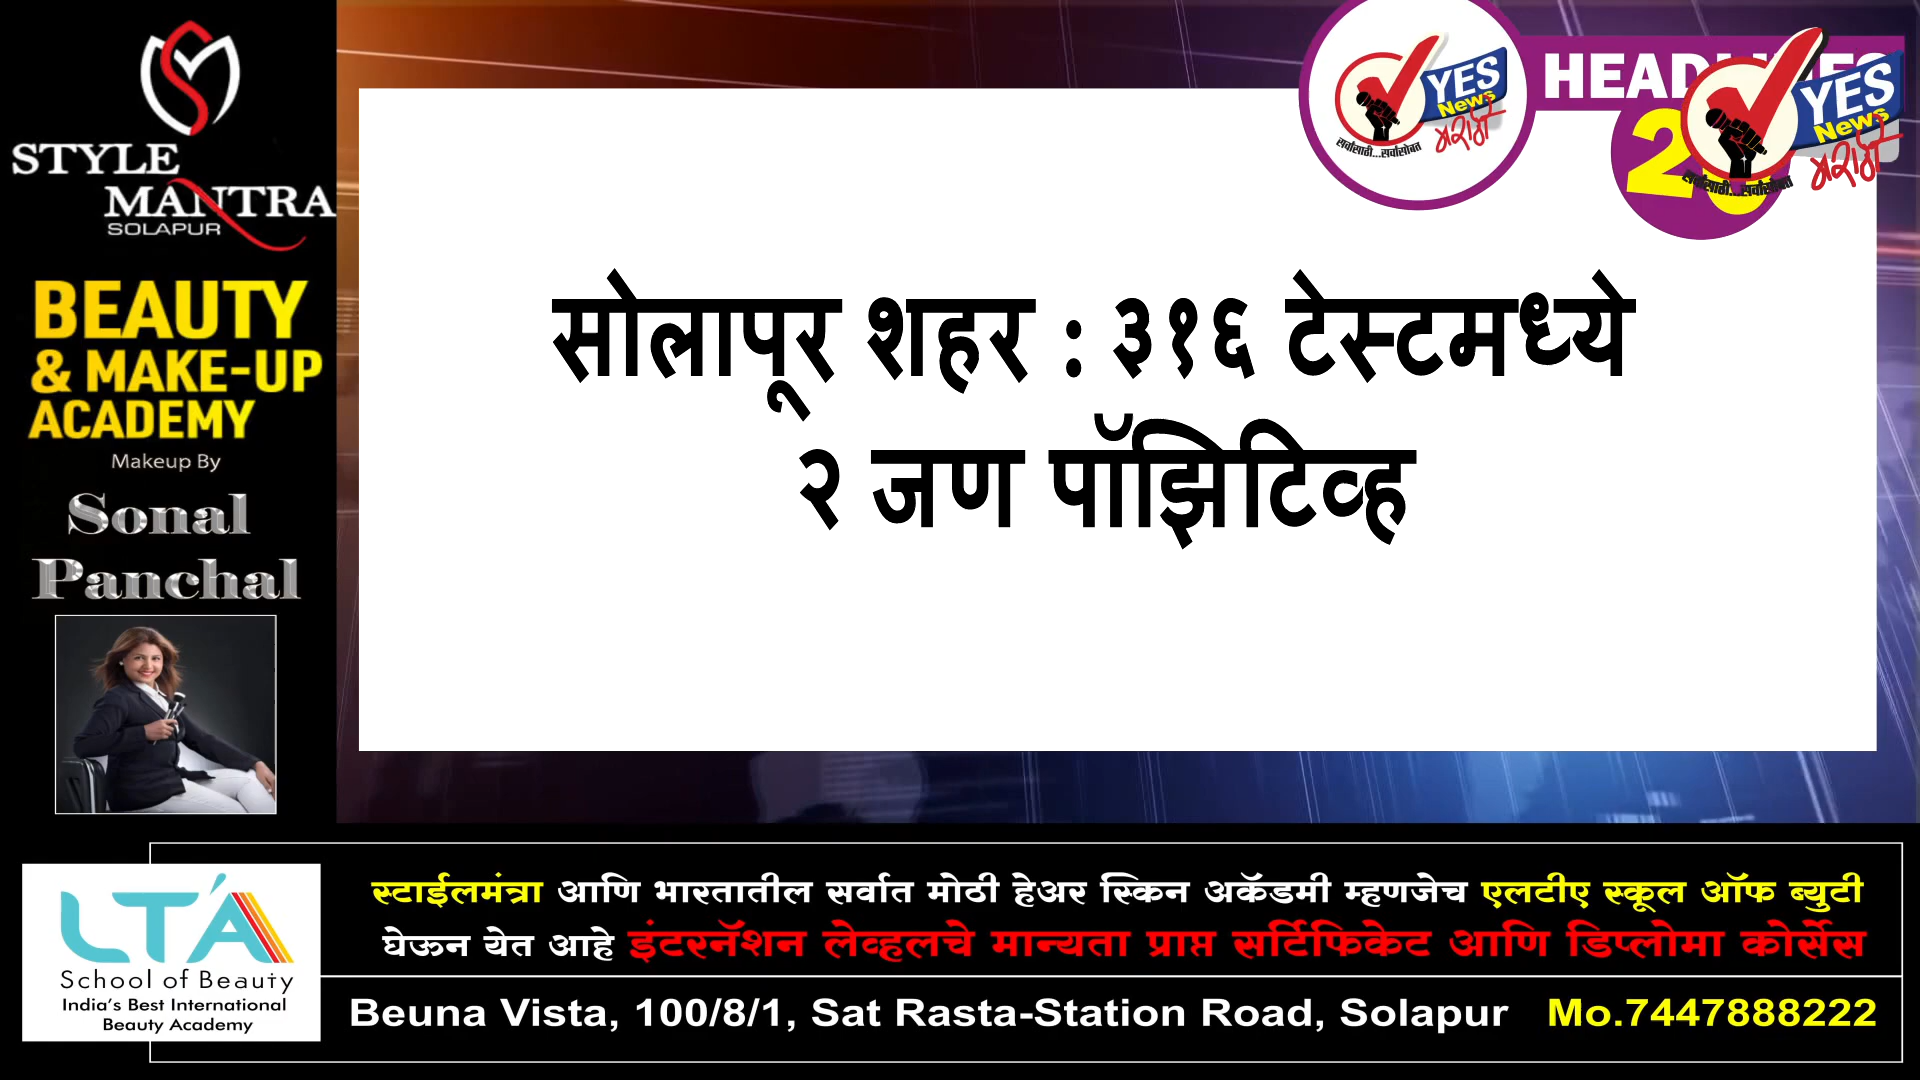 STYLE
MANTRA
SOLAPUR
BEAUTY
& MAKE-UP
ACADEMY
Makeup By
Sonal
Panchal
YES
News
मराठी
सर्वांसाठी...सर्वांसोबत
YES
News
मराठी
सर्वांसाठी...सर्वांसोबत
सोलापूर शहर : ३१६ टेस्टमध्ये
२ जण पॉझिटिव्ह
LTA
School of Beauty
India's Best International
Beauty Academy
स्टाईलमंत्रा आणि भारतातील सर्वात मोठी हेअर स्किन अकॅडमी म्हणजेच एलटीए स्कूल ऑफ ब्युटी
घेऊन येत आहे इंटरनॅशन लेव्हलचे मान्यता प्राप्त सर्टिफिकेट आणि डिप्लोमा कोर्सेस
Beuna Vista, 100/8/1, Sat Rasta-Station Road, Solapur Mo.7447888222